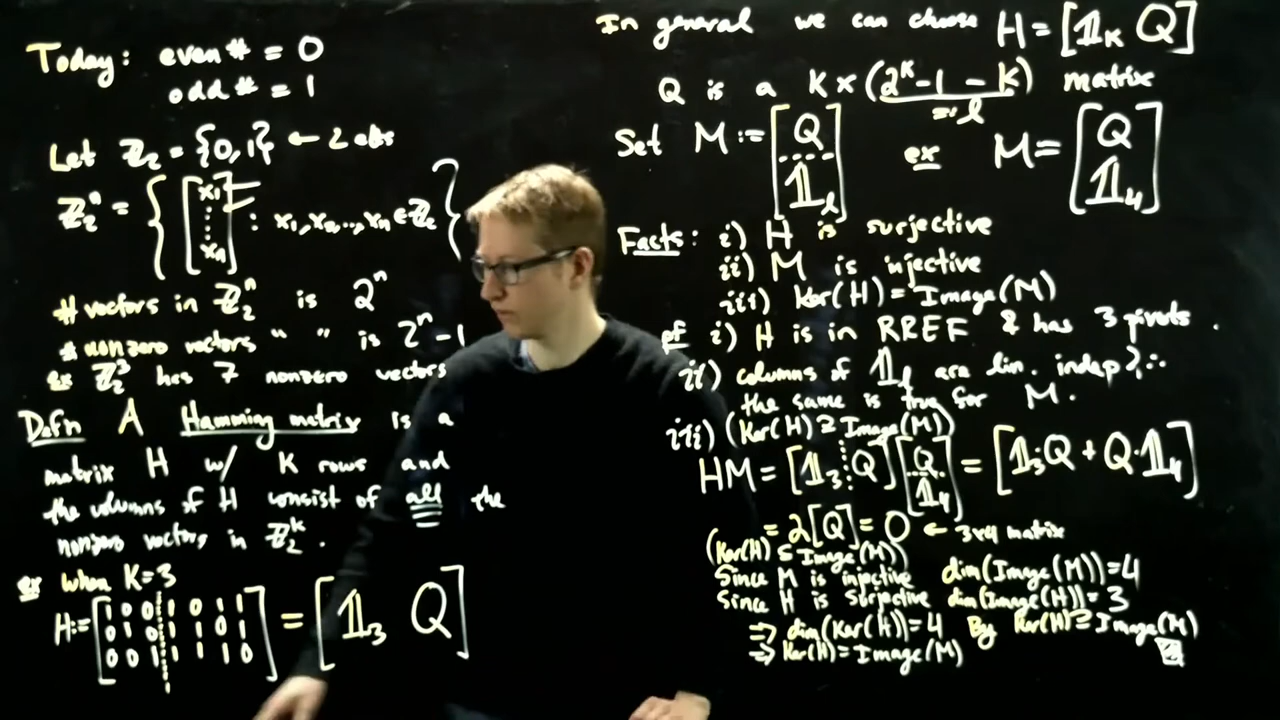 Today: even # = 0
odd # = 1
Let ℤ₂ = {0,1} ← 2 elts
ℤ₂ⁿ = { [x₁ ⋮ xₙ] : x₁,x₂,...,xₙ ∈ ℤ₂ }
# vectors in ℤ₂ⁿ is 2ⁿ
# nonzero vectors " " is 2ⁿ-1
ex ℤ₂³ has 7 nonzero vectors
Defn A Hamming matrix is a
matrix H w/ K rows and
the columns of H consist of all the
nonzero vectors in ℤ₂ᵏ.
ex when K=3
H:= [1 0 0 ⋮ 1 0 1 1
0 1 0 ⋮ 1 1 0 1
0 0 1 ⋮ 1 1 1 0] = [𝟙₃ Q]
In general we can choose H = [𝟙ₖ Q]
Q is a K × (2ᵏ-1-K) matrix
=:l
Set M := [Q 𝟙ₗ] ex M = [Q 𝟙₄]
Facts: i) H is surjective
ii) M is injective
iii) Ker(H) = Image(M)
pf i) H is in RREF & has 3 pivots.
ii) columns of 𝟙ₗ are lin. indep ∴
the same is true for M.
iii) (Ker(H) ⊇ Image(M))
HM = [𝟙₃ ⋮ Q] [Q 𝟙₄] = [𝟙₃Q + Q·𝟙₄]
= 2[Q] = 0 ← 3x4 matrix
(Ker(H) ⊆ Image(M))
Since M is injective dim(Image(M))=4
Since H is surjective dim(Image(H))=3
⇒ dim(Ker(H))=4 By Ker(H) ⊇ Image(M)
⇒ Ker(H)=Image(M)